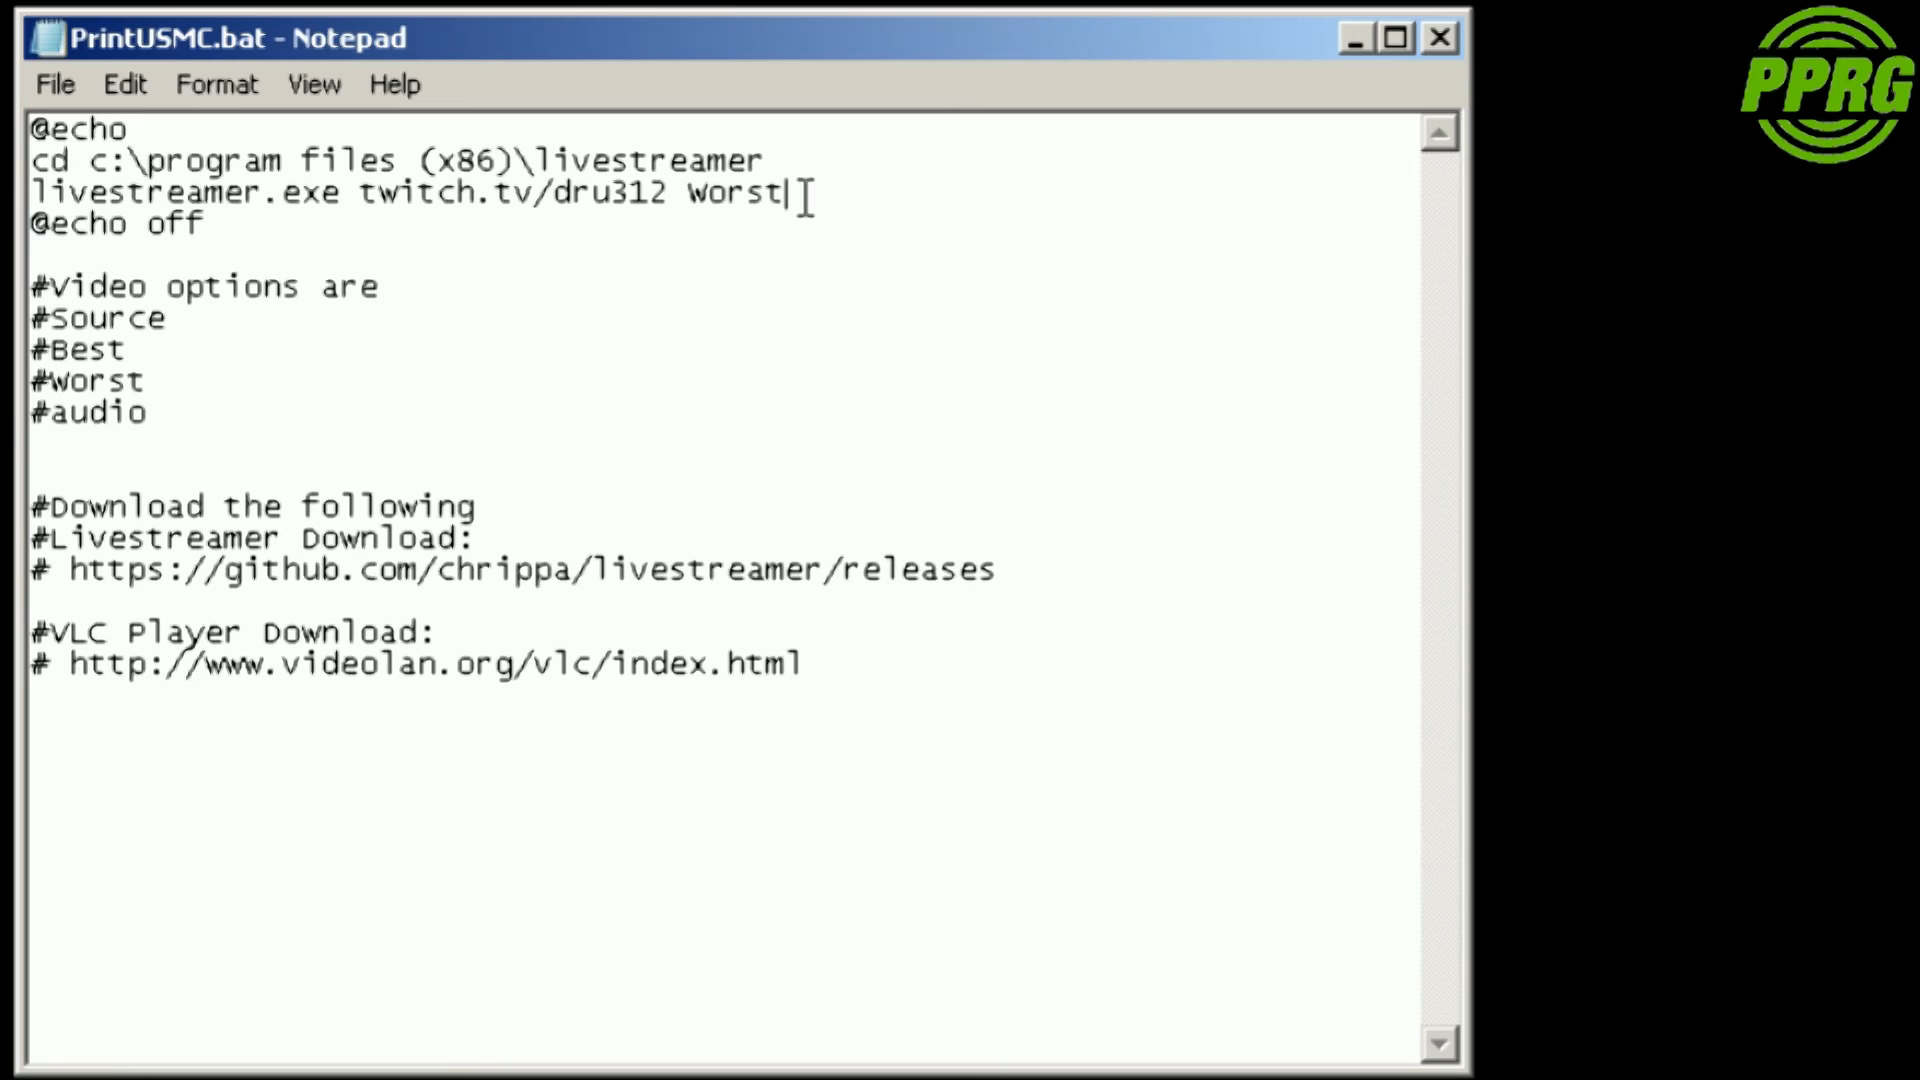 PrintUSMC.bat - Notepad
File Edit Format View Help
@echo
cd c:\program files (x86)\livestreamer
livestreamer.exe twitch.tv/dru312 Worst
@echo off
#Video options are
#Source
#Best
#Worst
#audio
#Download the following
#Livestreamer Download:
# https://github.com/chrippa/livestreamer/releases
#VLC Player Download:
# http://www.videolan.org/vlc/index.html
PPRG